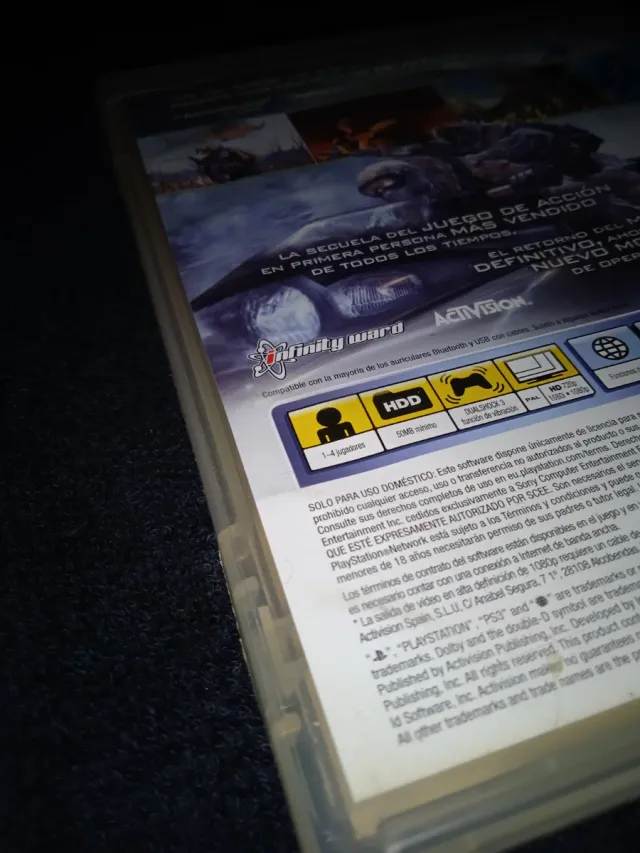 LA SECUELA DEL JUEGO DE ACCIÓN
EN PRIMERA PERSONA MÁS VENDIDO
DE TODOS LOS TIEMPOS.
EL RETORNO DEL
DEFINITIVO,
NUEVO
DE
infinity ward
ACTIVISION.
Compatible con la mayoría de los auriculares Bluetooth y USB con cables. Sujeto a
1-4 jugadores
HDD
50MB mínimo
DUALSHOCK 3
función de vibración
PAL
HD 720p
1080i • 1080p
Funciones
SOLO PARA USO DOMÉSTICO: Este software dispone únicamente de licencia para
prohibido cualquier acceso, uso o transferencia no autorizados al producto o sus
Consulte sus derechos completos de uso en eu.playstation.com/terms.
Entertainment Inc. cedidos exclusivamente a Sony Computer Entertainment
QUE ESTÉ EXPRESAMENTE AUTORIZADO POR SCEE. Son necesarios el
PlayStation®Network está sujeto a los Términos y condiciones y puede
menores de 18 años necesitarán permiso de sus padres o tutor legal
Los términos de contrato del software están disponibles en el juego y en
es necesario contar con una conexión a Internet de banda ancha.
* La salida de vídeo en alta definición de 1080p requiere un cable de
Activision Spain, S.L.U. C/ Anabel Segura, 7 1º, 28108 Alcobendas
" ", "PLAYSTATION", "PS3" and " " are trademarks or
trademarks. Dolby and the double-D symbol are
Published by Activision Publishing, Inc. Developed by
Publishing, Inc. All rights reserved. This product
Id Software, Inc. Activision makes no guarantees
All other trademarks and trade names are the